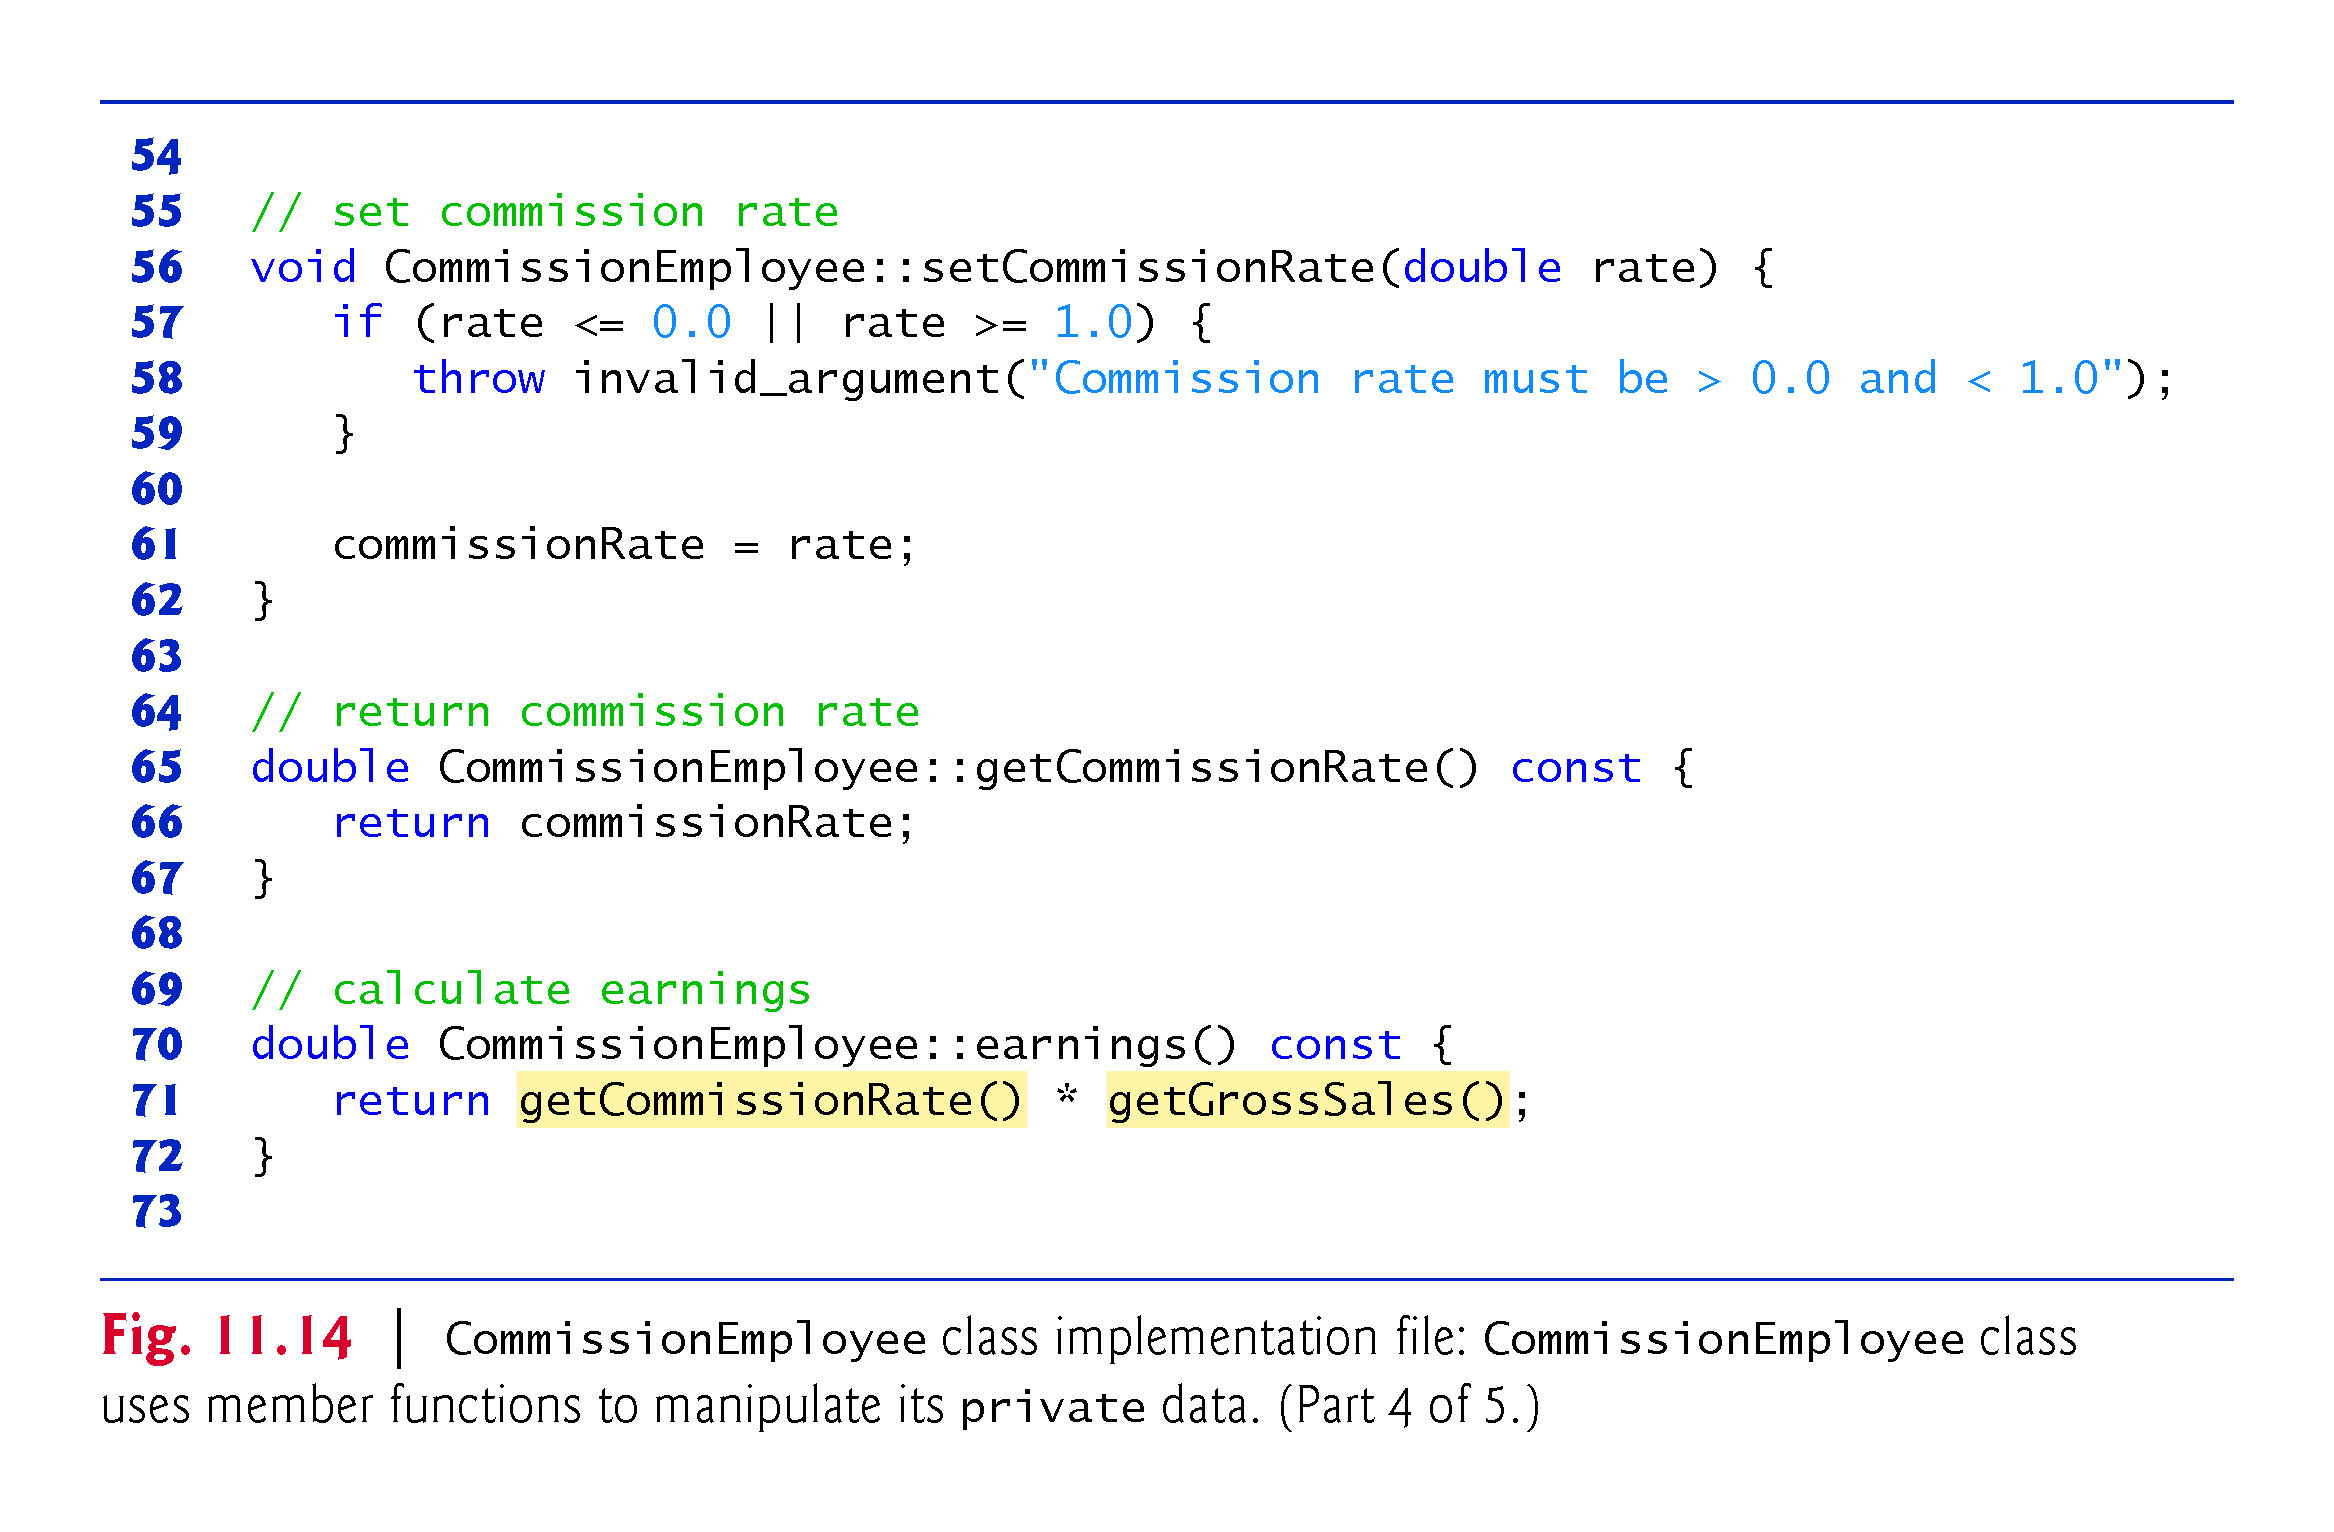 54
55 // set commission rate
56 void CommissionEmployee::setCommissionRate(double rate) {
57    if (rate <= 0.0 || rate >= 1.0) {
58       throw invalid_argument("Commission rate must be > 0.0 and < 1.0");
59    }
60
61    commissionRate = rate;
62 }
63
64 // return commission rate
65 double CommissionEmployee::getCommissionRate() const {
66    return commissionRate;
67 }
68
69 // calculate earnings
70 double CommissionEmployee::earnings() const {
71    return getCommissionRate() * getGrossSales();
72 }
73
Fig. 11.14 | CommissionEmployee class implementation file: CommissionEmployee class
uses member functions to manipulate its private data. (Part 4 of 5.)